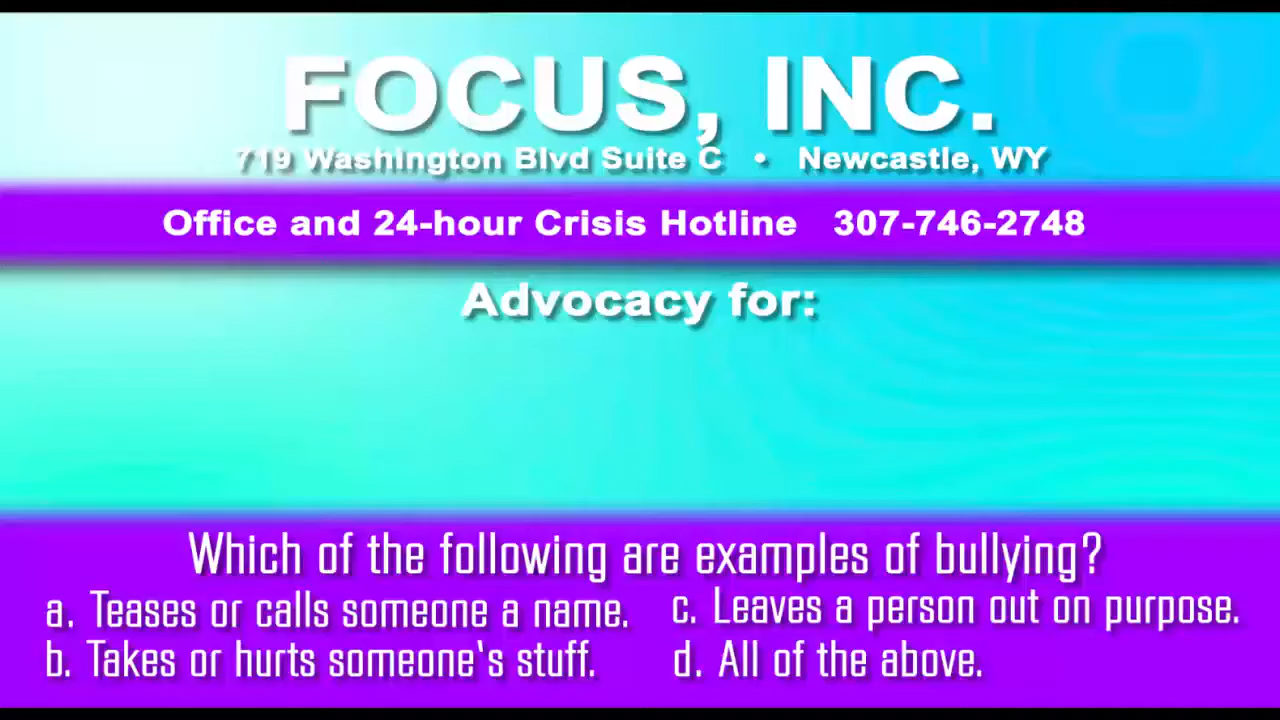 FOCUS, INC.
719 Washington Blvd Suite C • Newcastle, WY
Office and 24-hour Crisis Hotline 307-746-2748
Advocacy for:
Which of the following are examples of bullying?
a. Teases or calls someone a name.
b. Takes or hurts someone's stuff.
c. Leaves a person out on purpose.
d. All of the above.